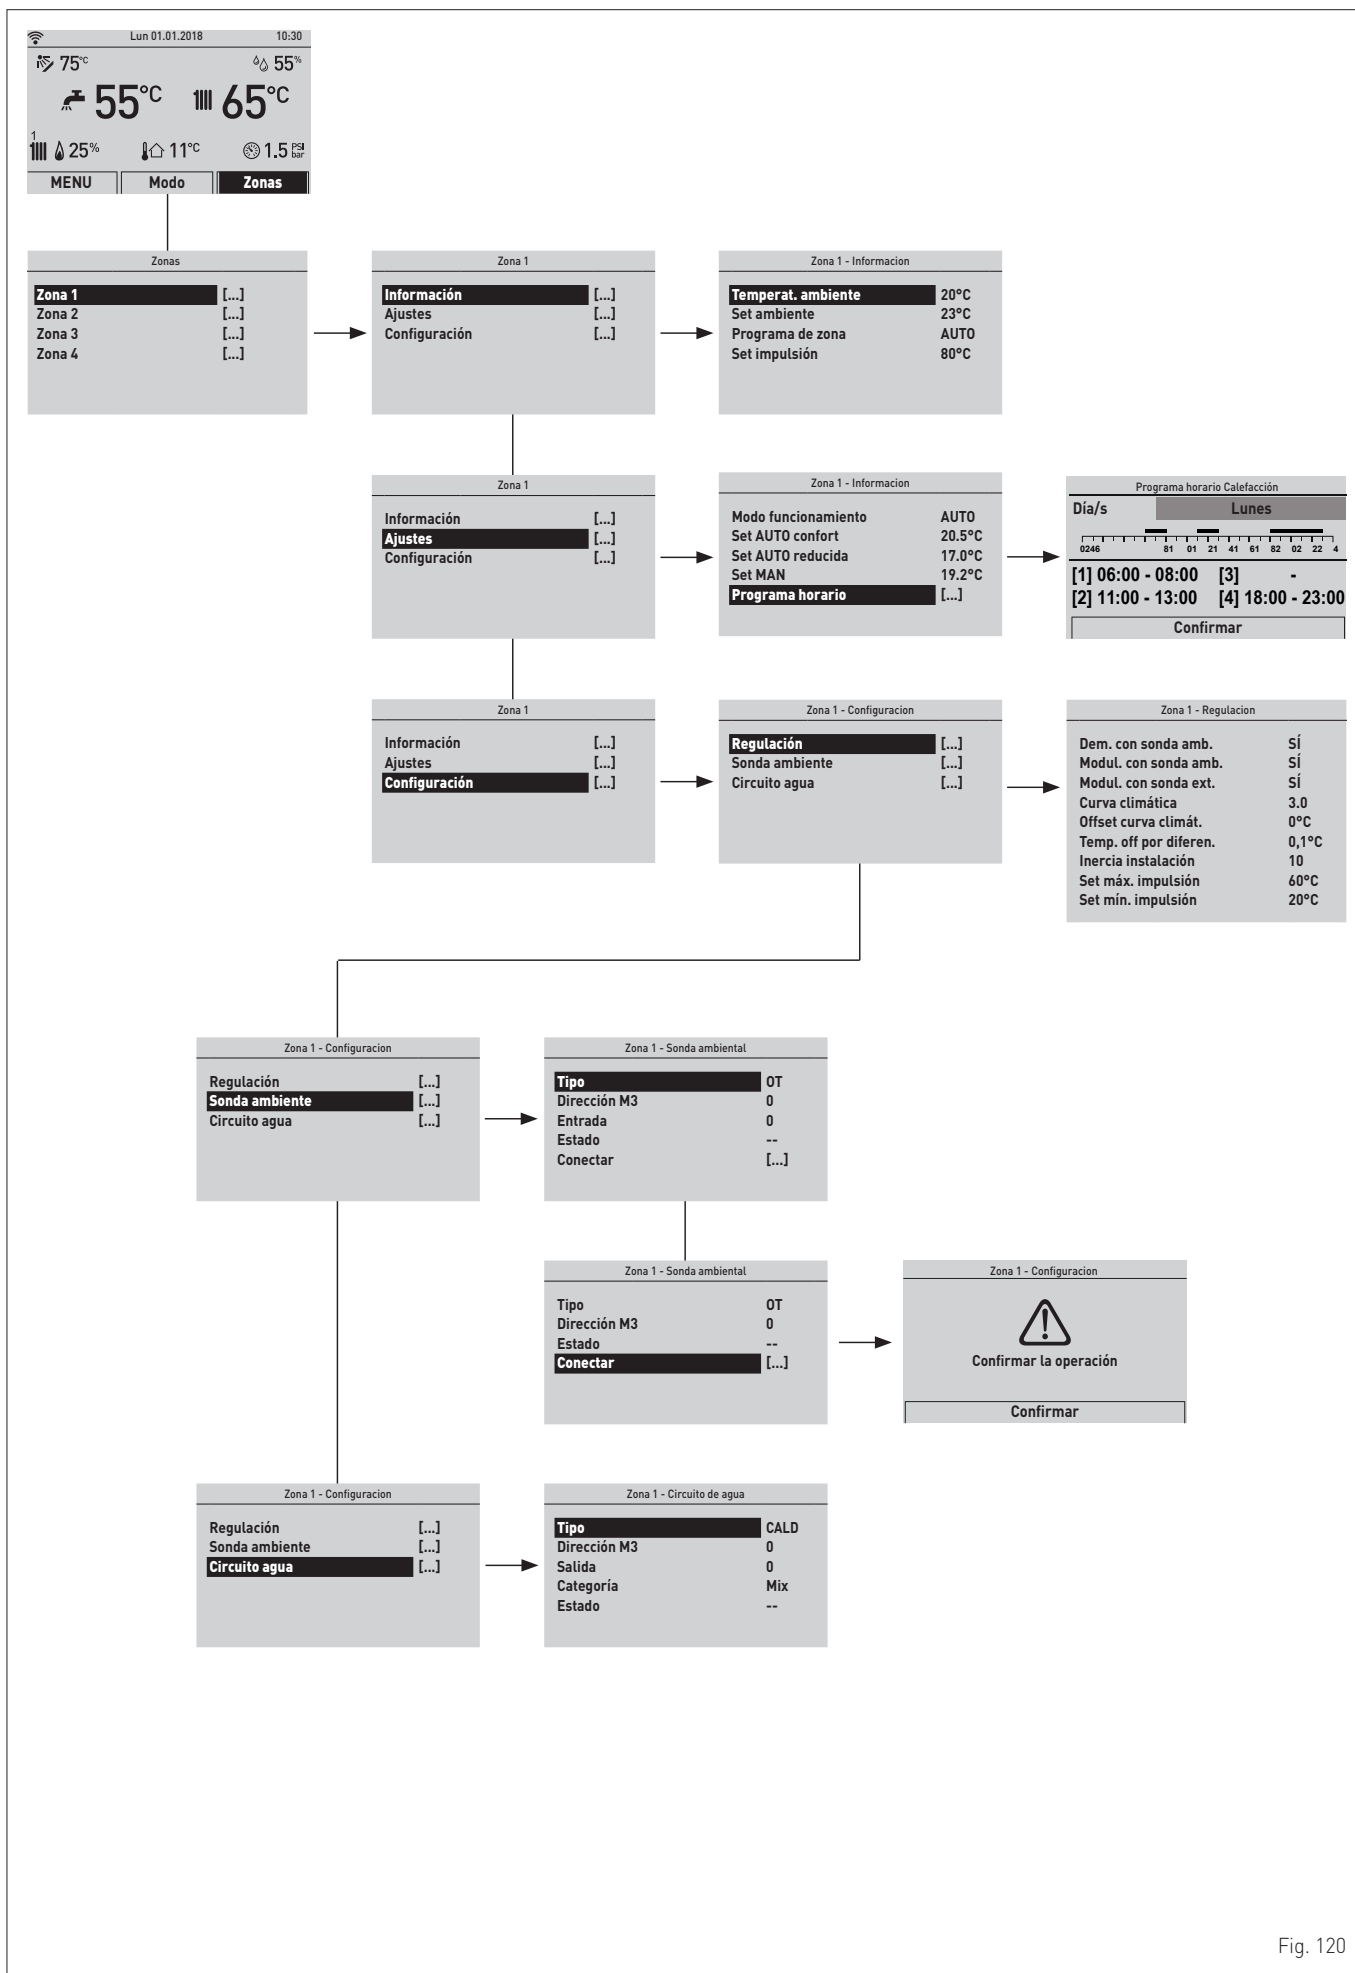 Lun 01.01.2018 10:30
75°C 55%
55°C 65°C
1
25% 11°C 1.5 PSI bar
MENU Modo Zonas
Zonas
Zona 1 [...]
Zona 2 [...]
Zona 3 [...]
Zona 4 [...]
Zona 1
Información [...]
Ajustes [...]
Configuración [...]
Zona 1 - Informacion
Temperat. ambiente 20°C
Set ambiente 23°C
Programa de zona AUTO
Set impulsión 80°C
Zona 1
Información [...]
Ajustes [...]
Configuración [...]
Zona 1 - Informacion
Modo funcionamiento AUTO
Set AUTO confort 20.5°C
Set AUTO reducida 17.0°C
Set MAN 19.2°C
Programa horario [...]
Programa horario Calefacción
Día/s Lunes
0246 81 01 21 41 61 82 02 22 4
[1] 06:00 - 08:00 [3] -
[2] 11:00 - 13:00 [4] 18:00 - 23:00
Confirmar
Zona 1
Información [...]
Ajustes [...]
Configuración [...]
Zona 1 - Configuracion
Regulación [...]
Sonda ambiente [...]
Circuito agua [...]
Zona 1 - Regulacion
Dem. con sonda amb. SÍ
Modul. con sonda amb. SÍ
Modul. con sonda ext. SÍ
Curva climática 3.0
Offset curva climát. 0°C
Temp. off por diferen. 0,1°C
Inercia instalación 10
Set máx. impulsión 60°C
Set mín. impulsión 20°C
Zona 1 - Configuracion
Regulación [...]
Sonda ambiente [...]
Circuito agua [...]
Zona 1 - Sonda ambiental
Tipo OT
Dirección M3 0
Entrada 0
Estado --
Conectar [...]
Zona 1 - Sonda ambiental
Tipo OT
Dirección M3 0
Estado --
Conectar [...]
Zona 1 - Configuracion
Confirmar la operación
Confirmar
Zona 1 - Configuracion
Regulación [...]
Sonda ambiente [...]
Circuito agua [...]
Zona 1 - Circuito de agua
Tipo CALD
Dirección M3 0
Salida 0
Categoría Mix
Estado --
Fig. 120